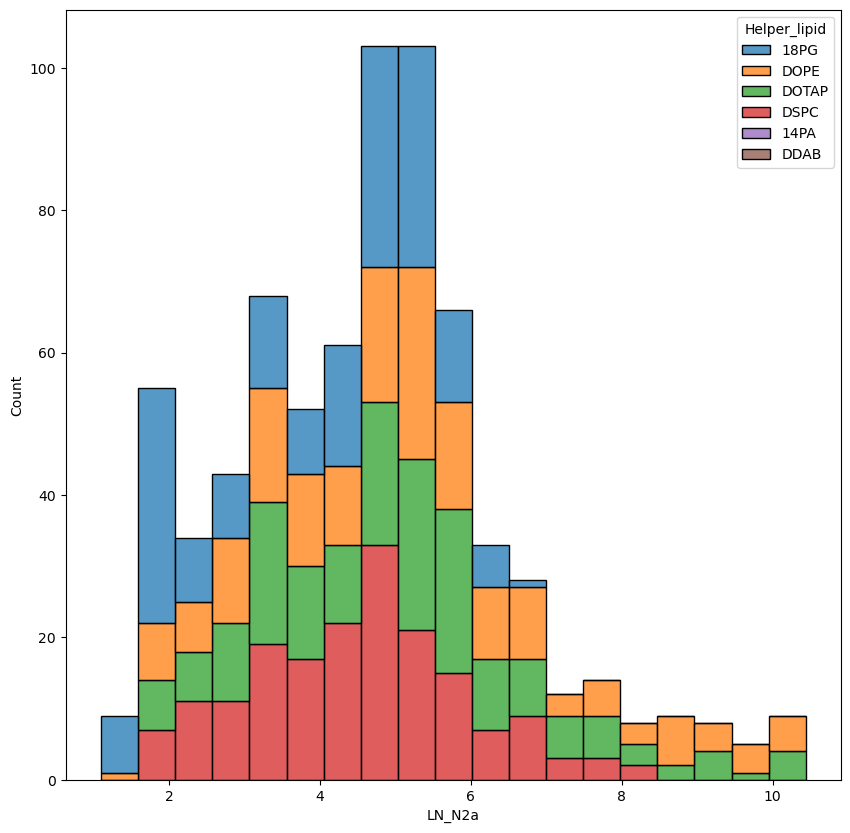 Helper_lipid
18PG
DOPE
DOTAP
DSPC
14PA
DDAB
100
80
60
40
20
0
Count
2 4 6 8 10
LN_N2a